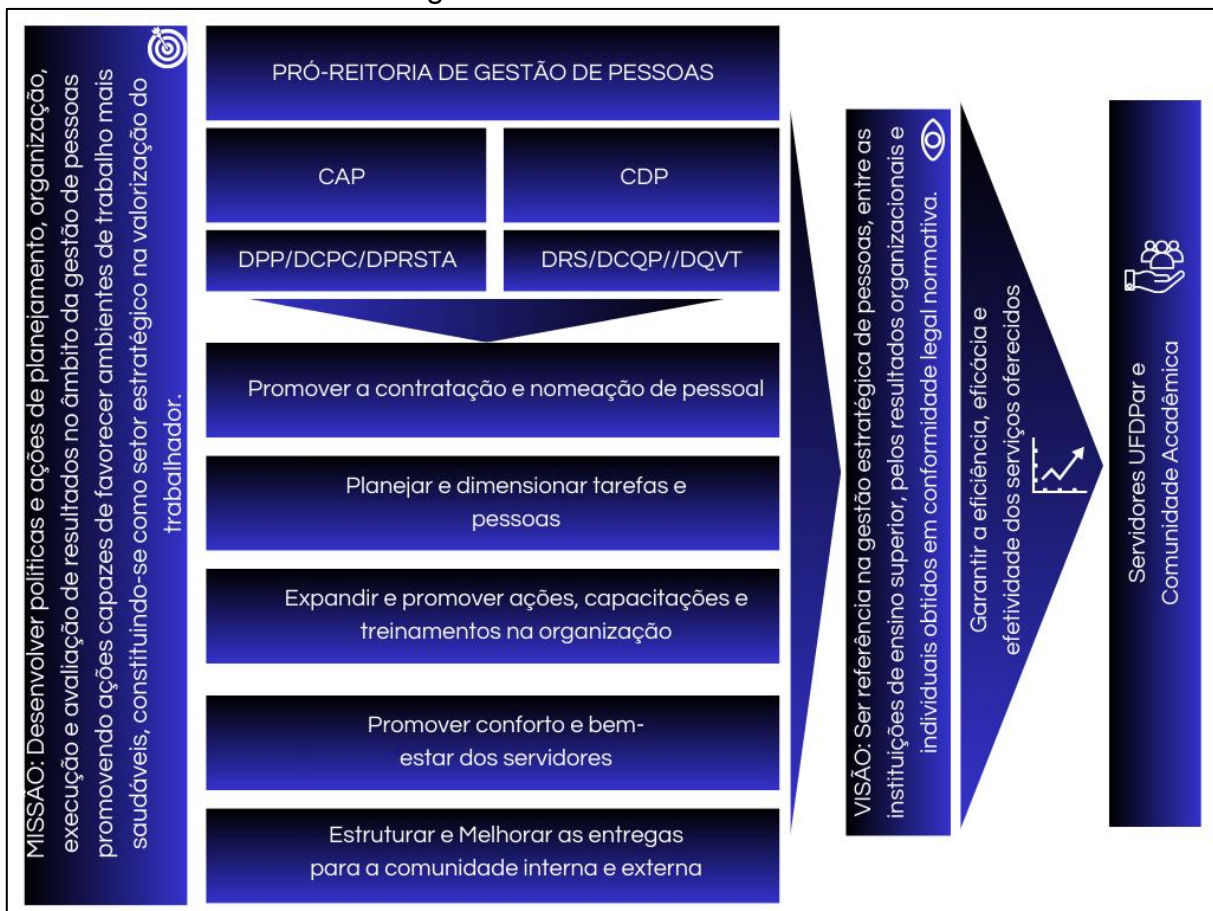 MISSÃO: Desenvolver políticas e ações de planejamento, organização,
execução e avaliação de resultados no âmbito da gestão de pessoas
promovendo ações capazes de favorecer ambientes de trabalho mais
saudáveis, constituindo-se como setor estratégico na valorização do
trabalhador.
PRÓ-REITORIA DE GESTÃO DE PESSOAS
CAP
CDP
DPP/DCPC/DPRSTA
DRS/DCQP//DQVT
Promover a contratação e nomeação de pessoal
Planejar e dimensionar tarefas e
pessoas
Expandir e promover ações, capacitações e
treinamentos na organização
Promover conforto e bem-
estar dos servidores
Estruturar e Melhorar as entregas
para a comunidade interna e externa
VISÃO: Ser referência na gestão estratégica de pessoas, entre as
instituições de ensino superior, pelos resultados organizacionais e
individuais obtidos em conformidade legal normativa.
Garantir a eficiência, eficácia e
efetividade dos serviços oferecidos
Servidores UFDPar e
Comunidade Acadêmica